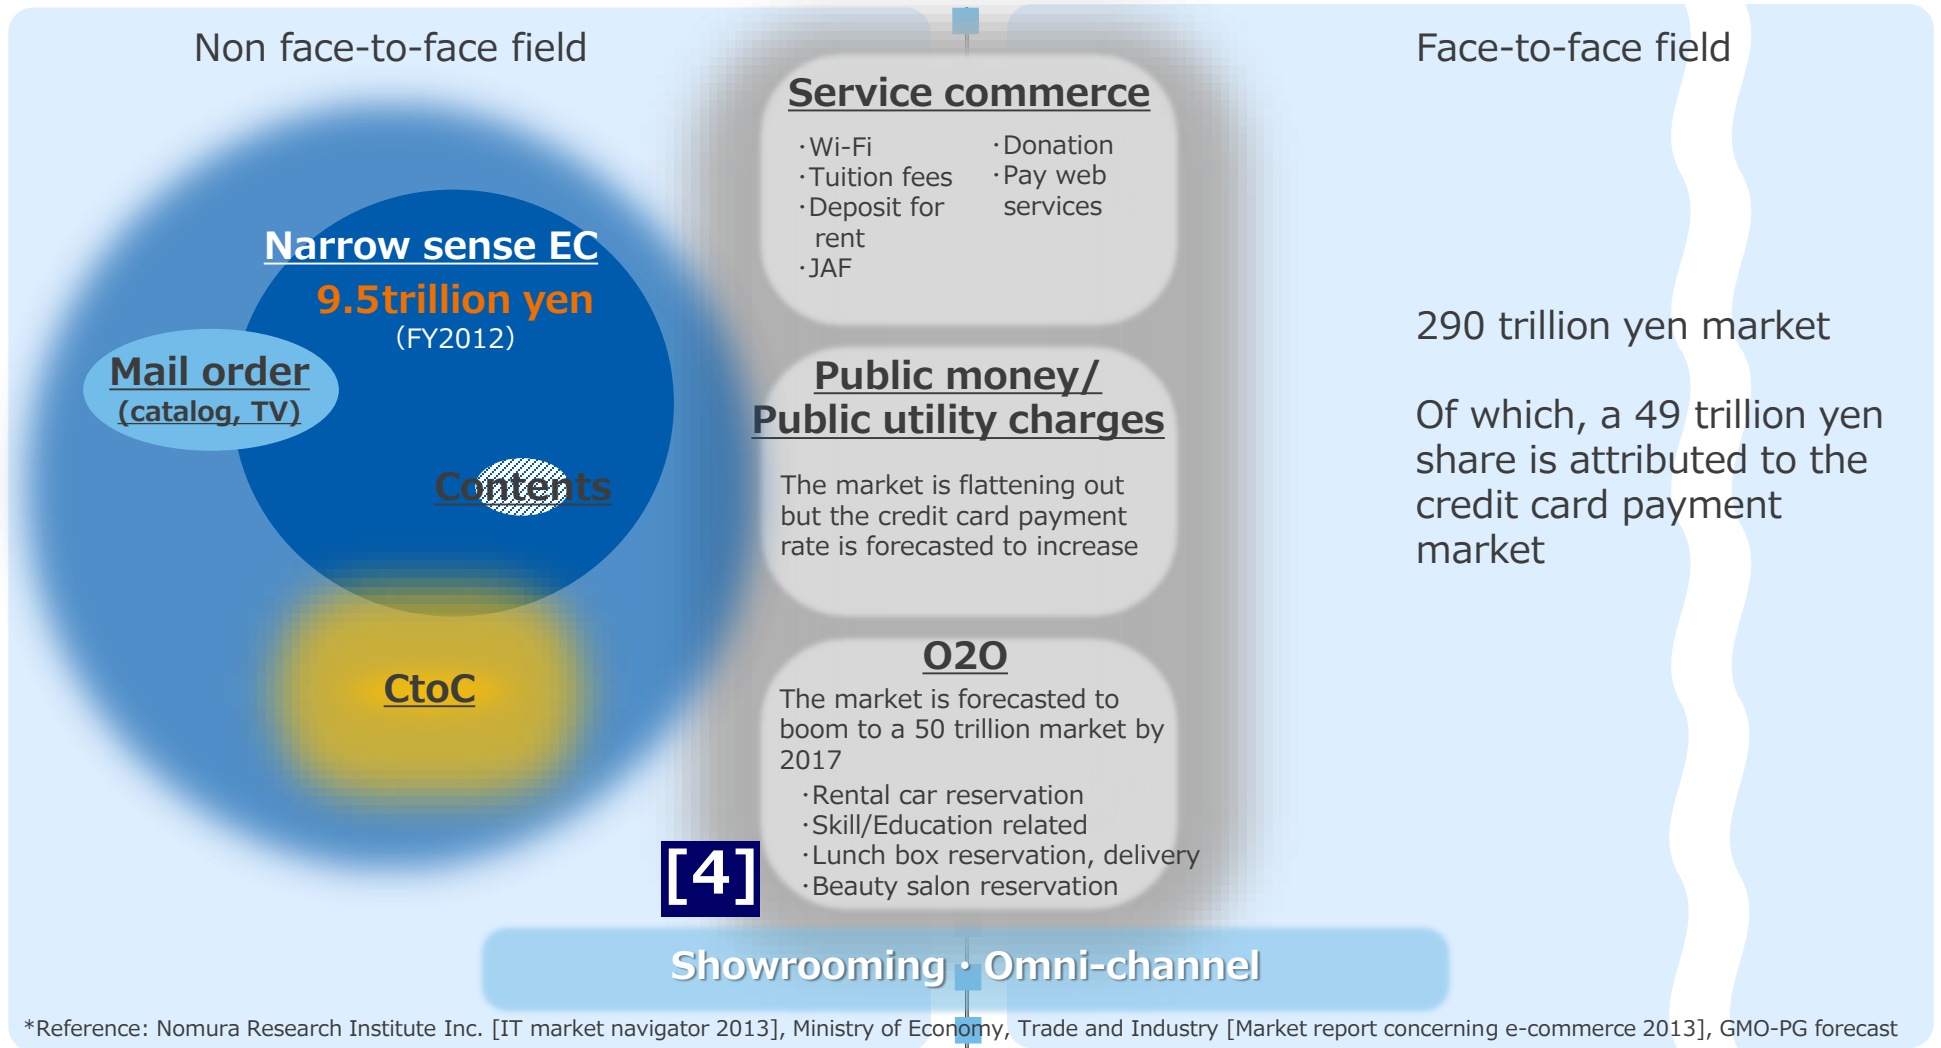 Non face-to-face field
Narrow sense EC
9.5trillion yen
（FY2012）
Mail order
(catalog, TV)
Contents
CtoC
Service commerce
・Wi-Fi
・Tuition fees
・Deposit for
rent
・JAF
・Donation
・Pay web
services
Public money/
Public utility charges
The market is flattening out
but the credit card payment
rate is forecasted to increase
O2O
The market is forecasted to
boom to a 50 trillion market by
2017
・Rental car reservation
・Skill/Education related
・Lunch box reservation, delivery
・Beauty salon reservation
[4]
Face-to-face field
290 trillion yen market
Of which, a 49 trillion yen
share is attributed to the
credit card payment
market
Showrooming・Omni-channel
*Reference: Nomura Research Institute Inc. [IT market navigator 2013], Ministry of Economy, Trade and Industry [Market report concerning e-commerce 2013], GMO-PG forecast